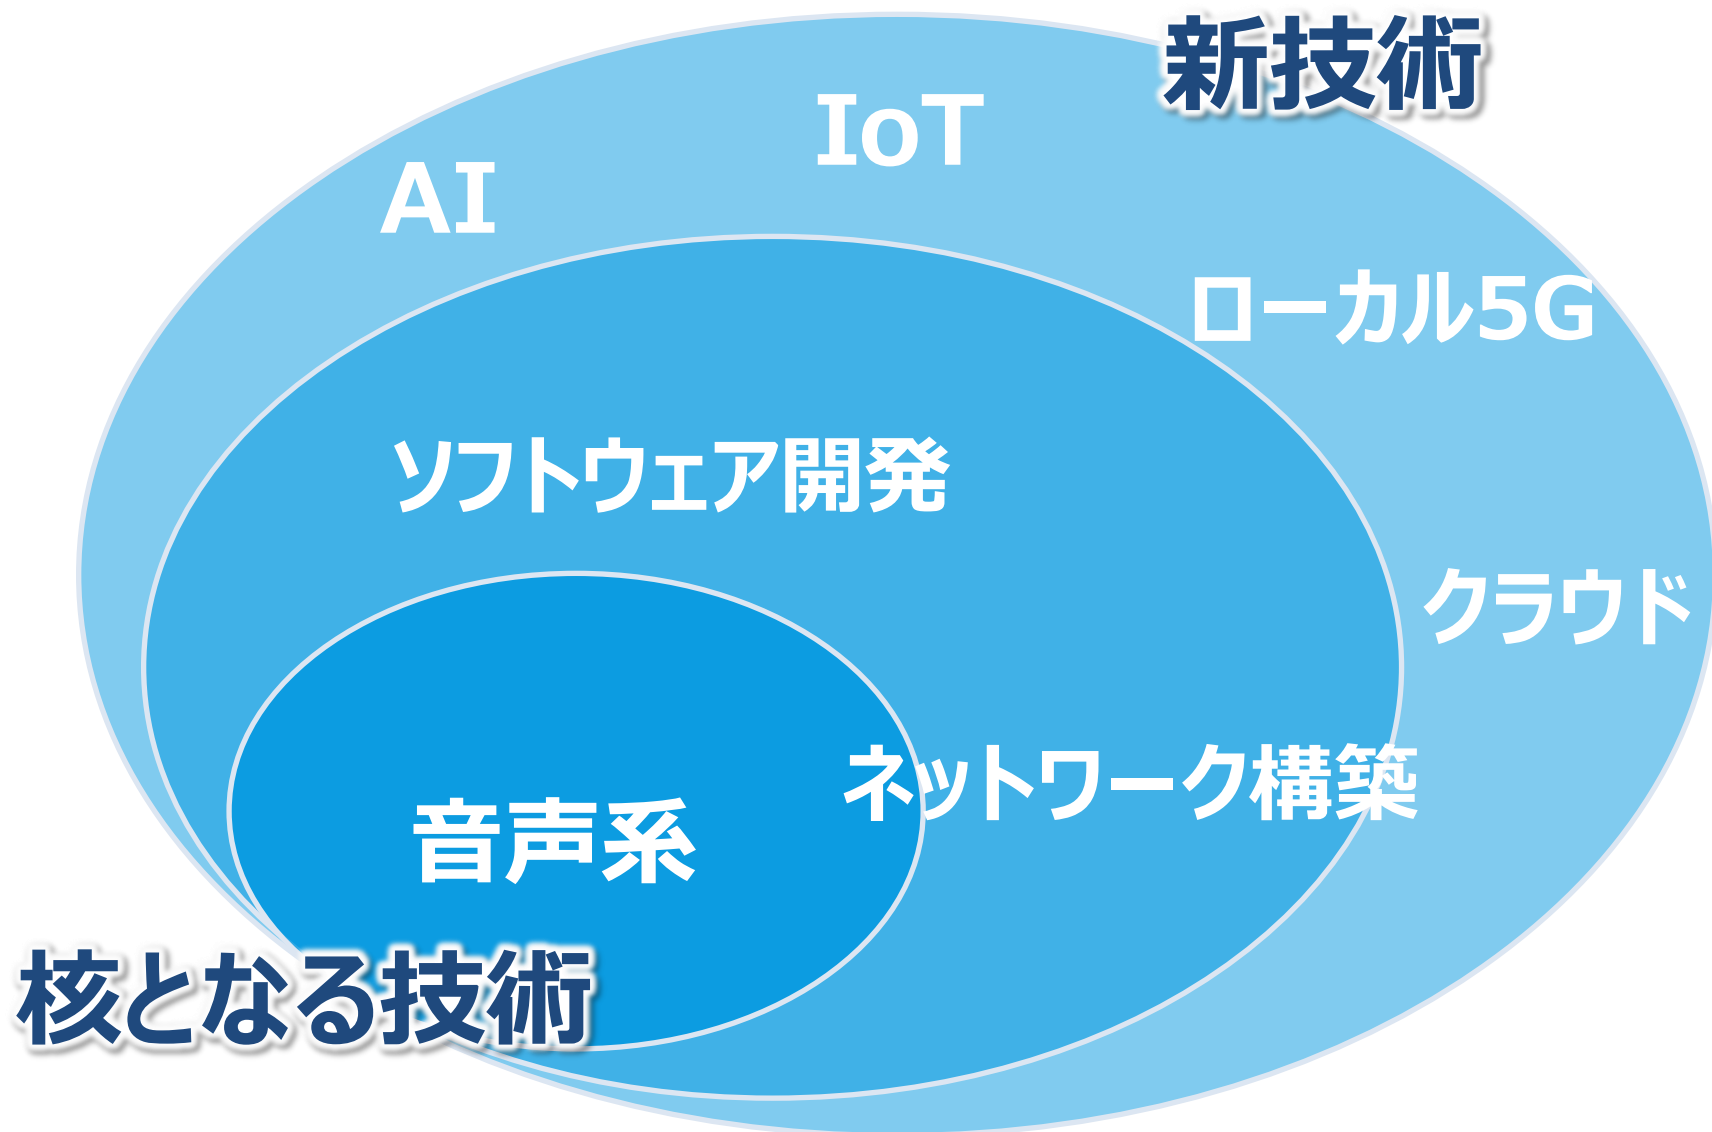 新技術
IoT
AI
ローカル5G
ソフトウェア開発
クラウド
ネットワーク構築
音声系
核となる技術